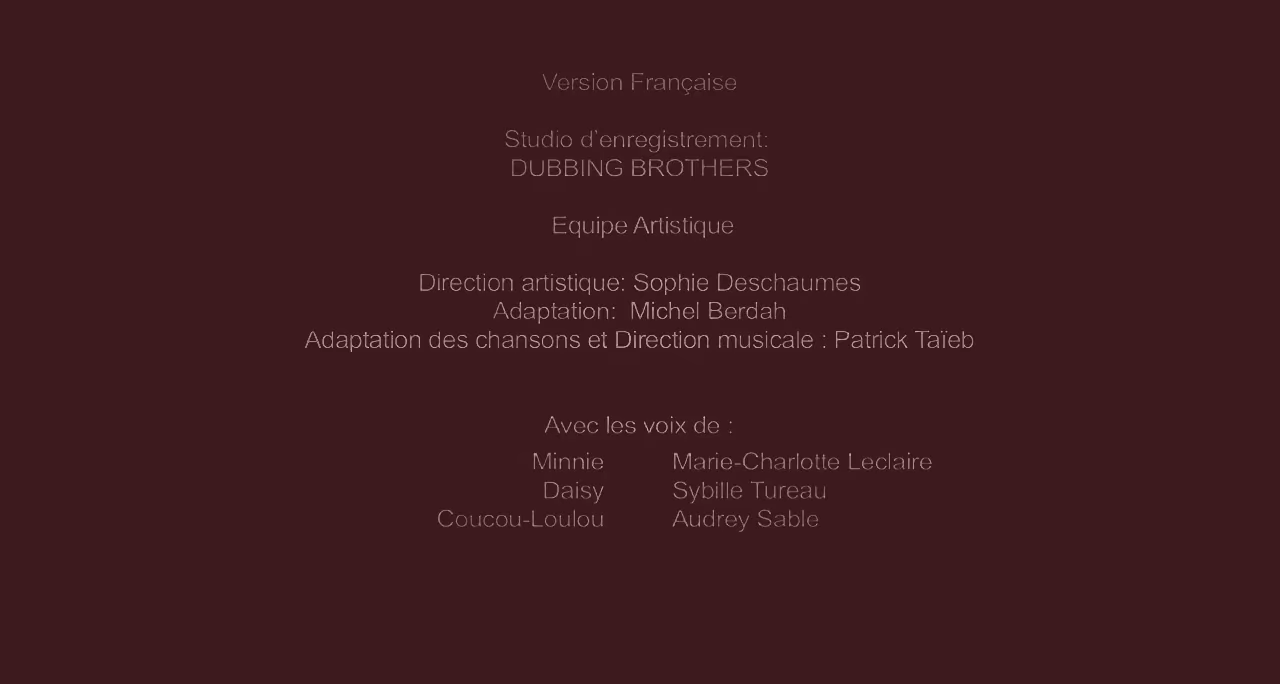 Version Française
Studio d'enregistrement:
DUBBING BROTHERS
Equipe Artistique
Direction artistique: Sophie Deschaumes
Adaptation: Michel Berdah
Adaptation des chansons et Direction musicale : Patrick Taïeb
Avec les voix de :
Minnie Marie-Charlotte Leclaire
Daisy Sybille Tureau
Coucou-Loulou Audrey Sable